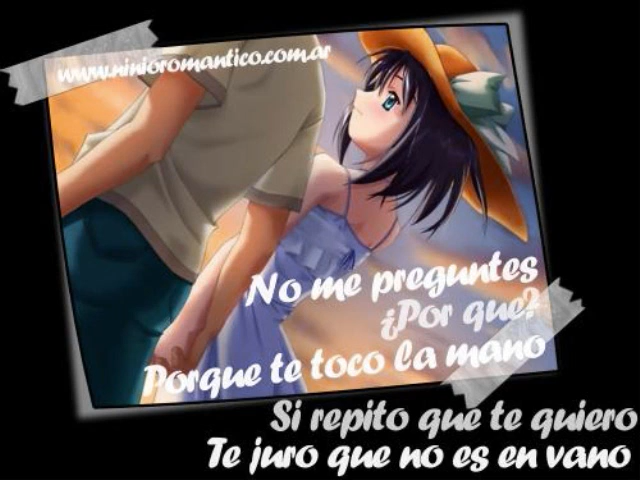 www.ninioromantico.com.ar
No me preguntes
¿Por que?
Porque te toco la mano
Si repito que te quiero
Te juro que no es en vano